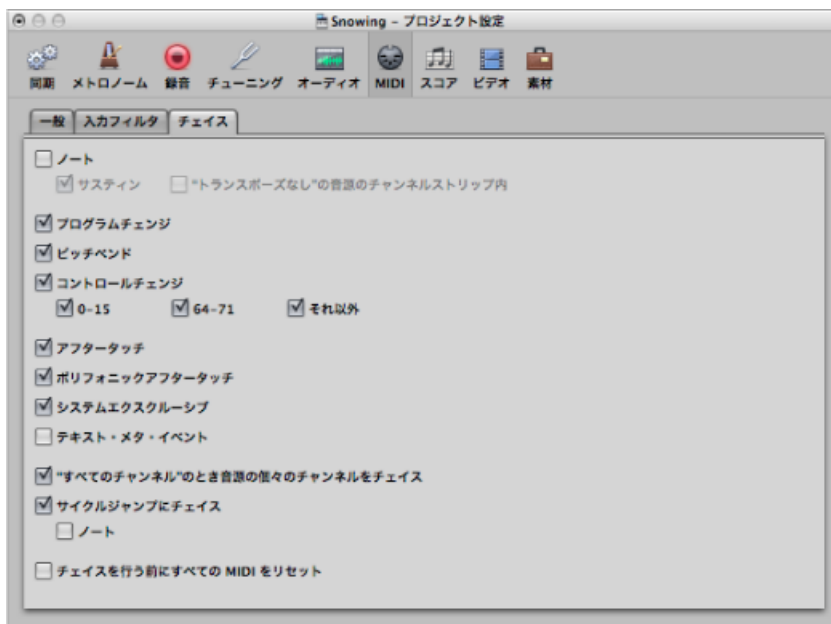 Snowing – プロジェクト設定
同期 メトロノーム 録音 チューニング オーディオ MIDI スコア ビデオ 素材
一般 入力フィルタ チェイス
ノート
サスティン "トランスポーズなし"の音源のチャンネルストリップ内
プログラムチェンジ
ピッチベンド
コントロールチェンジ
0-15 64-71 それ以外
アフタータッチ
ポリフォニックアフタータッチ
システムエクスクルーシブ
テキスト・メタ・イベント
"すべてのチャンネル"のとき音源の個々のチャンネルをチェイス
サイクルジャンプにチェイス
ノート
チェイスを行う前にすべての MIDI をリセット